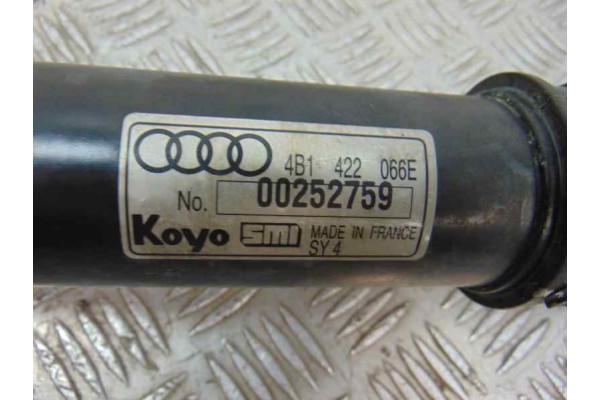 4B1 422 066E
No. 00252759
Koyo SMI MADE IN FRANCE
SY 4